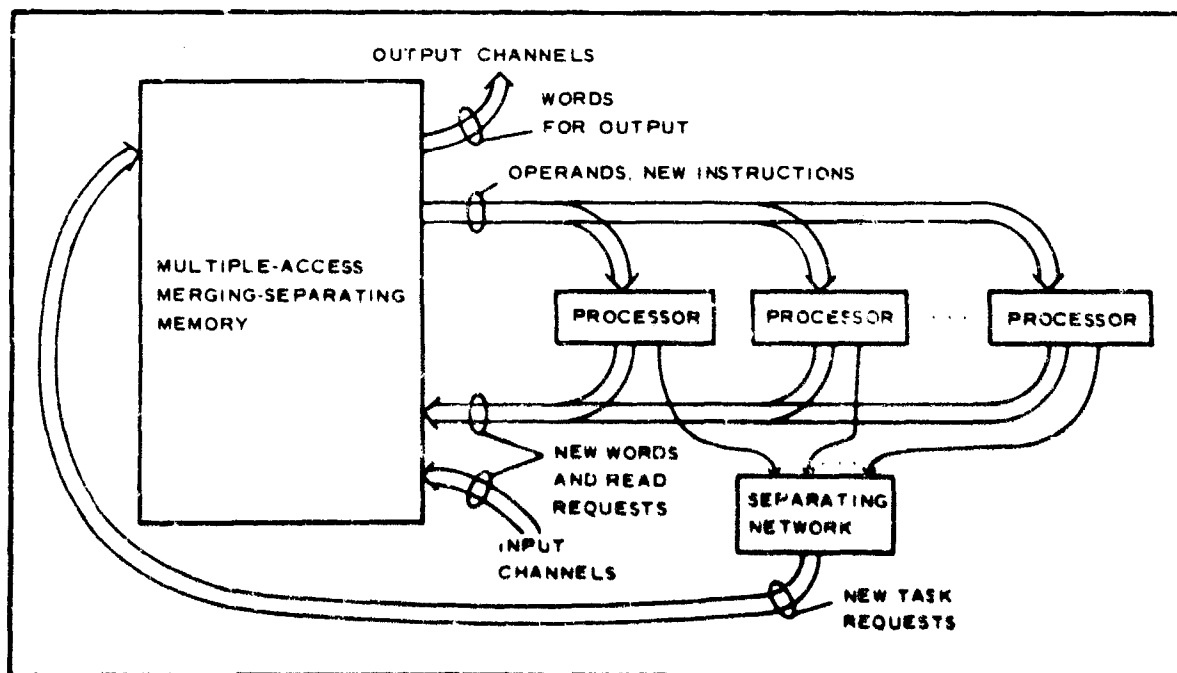 OUTPUT CHANNELS
WORDS
FOR OUTPUT
OPERANDS, NEW INSTRUCTIONS
MULTIPLE-ACCESS
MERGING-SEPARATING
MEMORY
PROCESSOR
PROCESSOR
PROCESSOR
NEW WORDS
AND READ
REQUESTS
SEPARATING
NETWORK
INPUT
CHANNELS
NEW TASK
REQUESTS